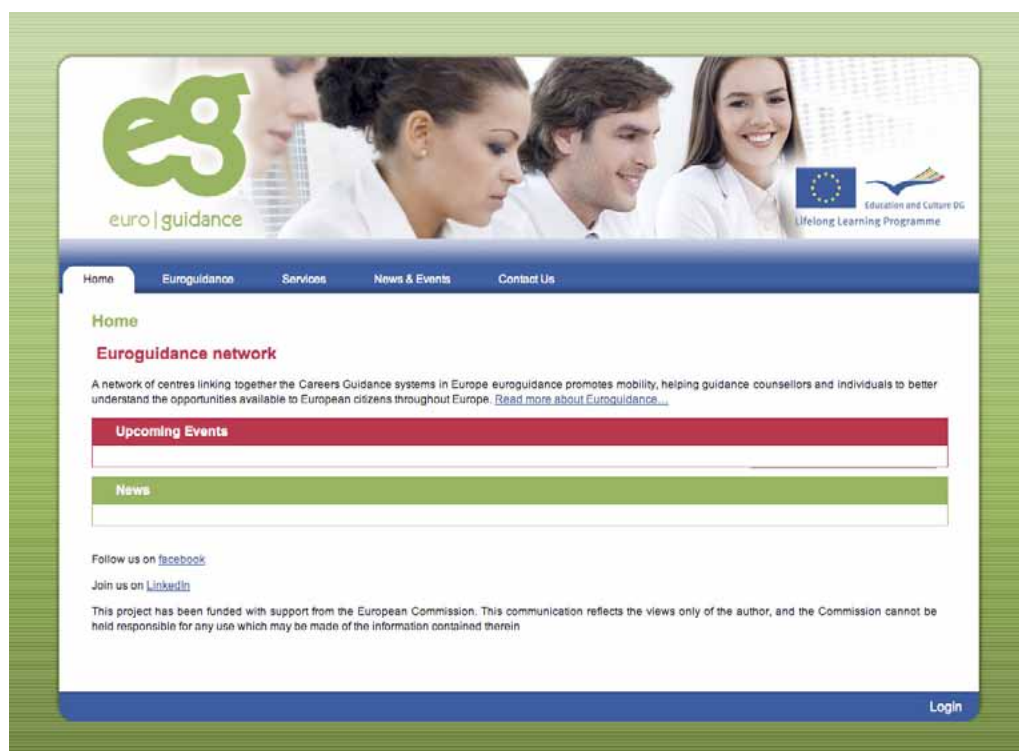 eg
euro | guidance
Education and Culture DG
Lifelong Learning Programme
Home Euroguidance Services News & Events Contact Us
Home
Euroguidance network
A network of centres linking together the Careers Guidance systems in Europe euroguidance promotes mobility, helping guidance counsellors and individuals to better
understand the opportunities available to European citizens throughout Europe. Read more about Euroguidance...
Upcoming Events
News
Follow us on facebook
Join us on LinkedIn
This project has been funded with support from the European Commission. This communication reflects the views only of the author, and the Commission cannot be
held responsible for any use which may be made of the information contained therein
Login